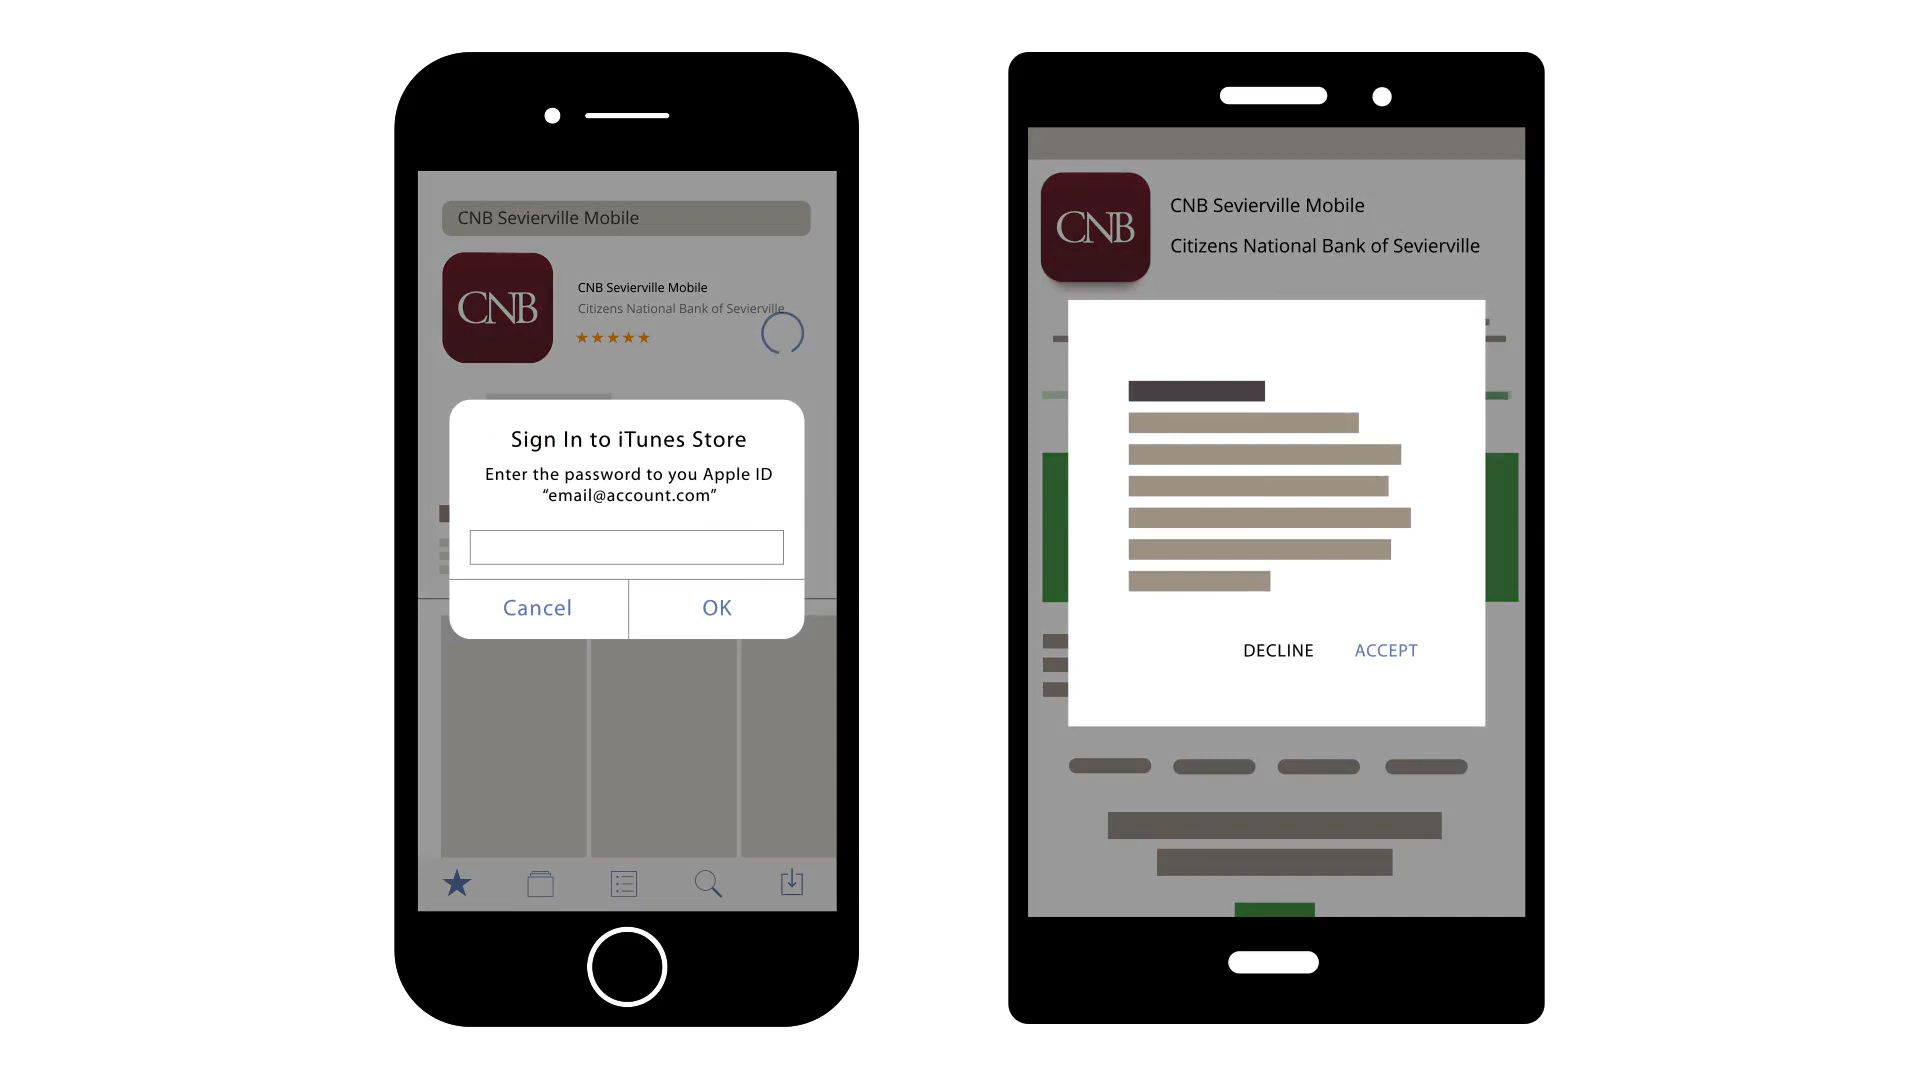 CNB Sevierville Mobile
CNB
CNB Sevierville Mobile
Citizens National Bank of Sevierville
Sign In to iTunes Store
Enter the password to you Apple ID
“email@account.com”
Cancel
OK
CNB
CNB Sevierville Mobile
Citizens National Bank of Sevierville
DECLINE
ACCEPT